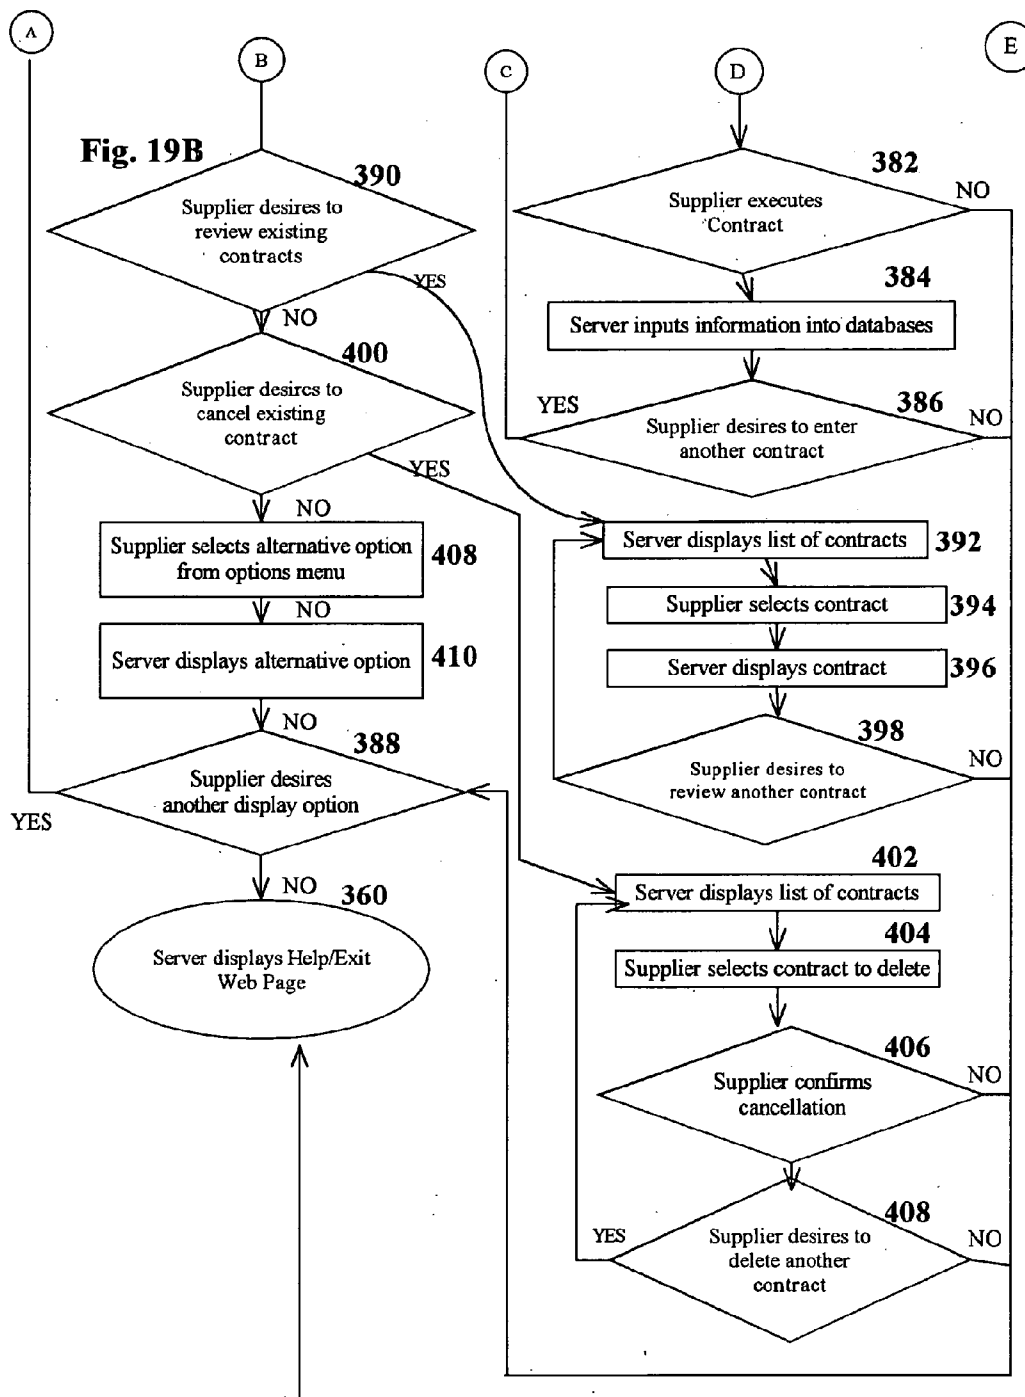 A
B
C
D
E
Fig. 19B
390
Supplier desires to
review existing
contracts
YES
NO
400
Supplier desires to
cancel existing
contract
YES
NO
Supplier selects alternative option
from options menu
408
NO
Server displays alternative option
410
NO
388
Supplier desires
another display option
YES
NO
360
Server displays Help/Exit
Web Page
382
NO
Supplier executes
Contract
384
Server inputs information into databases
YES
386
NO
Supplier desires to enter
another contract
Server displays list of contracts
392
Supplier selects contract
394
Server displays contract
396
398
NO
Supplier desires to
review another contract
402
Server displays list of contracts
404
Supplier selects contract to delete
406
NO
Supplier confirms
cancellation
408
YES
NO
Supplier desires to
delete another
contract